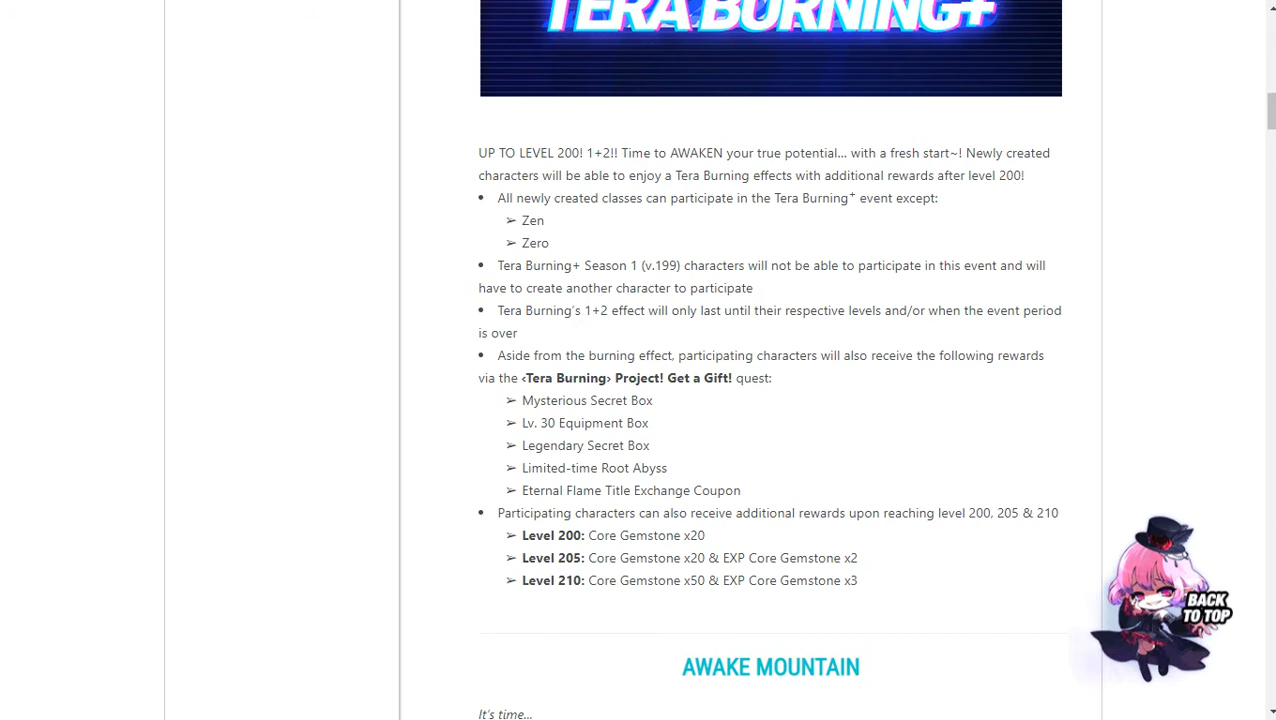 TERA BURNING+
UP TO LEVEL 200! 1+2!! Time to AWAKEN your true potential... with a fresh start~! Newly created
characters will be able to enjoy a Tera Burning effects with additional rewards after level 200!
• All newly created classes can participate in the Tera Burning⁺ event except:
➢ Zen
➢ Zero
• Tera Burning+ Season 1 (v.199) characters will not be able to participate in this event and will
have to create another character to participate
• Tera Burning's 1+2 effect will only last until their respective levels and/or when the event period
is over
• Aside from the burning effect, participating characters will also receive the following rewards
via the ‹Tera Burning› Project! Get a Gift! quest:
➢ Mysterious Secret Box
➢ Lv. 30 Equipment Box
➢ Legendary Secret Box
➢ Limited-time Root Abyss
➢ Eternal Flame Title Exchange Coupon
• Participating characters can also receive additional rewards upon reaching level 200, 205 & 210
➢ Level 200: Core Gemstone x20
➢ Level 205: Core Gemstone x20 & EXP Core Gemstone x2
➢ Level 210: Core Gemstone x50 & EXP Core Gemstone x3
BACK
TO TOP
AWAKE MOUNTAIN
It's time...